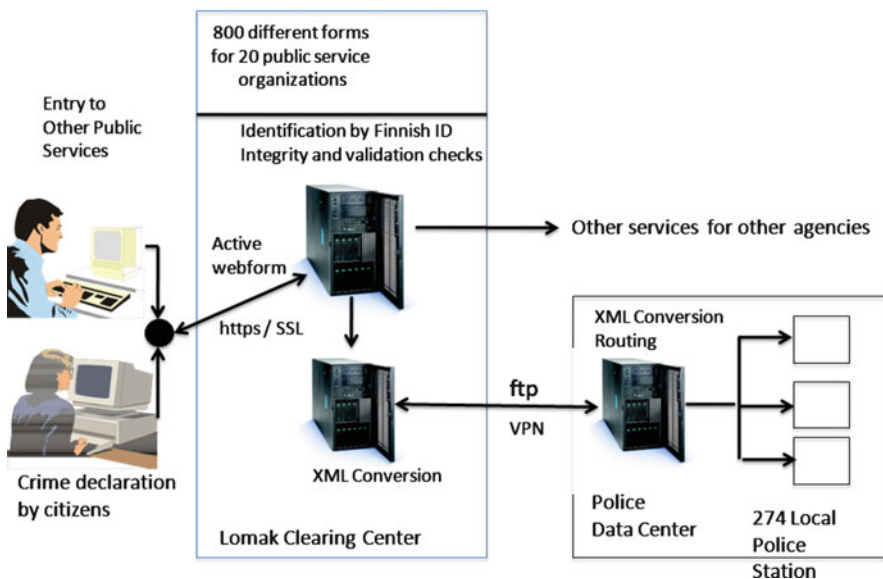 800 different forms
for 20 public service
organizations
Entry to
Other Public
Services
Identification by Finnish ID
Integrity and validation checks
Active
webform
https/ SSL
Other services for other agencies
XML Conversion
ftp
VPN
XML Conversion
Routing
Crime declaration
by citizens
Lomak Clearing Center
Police
Data Center
274 Local
Police
Station